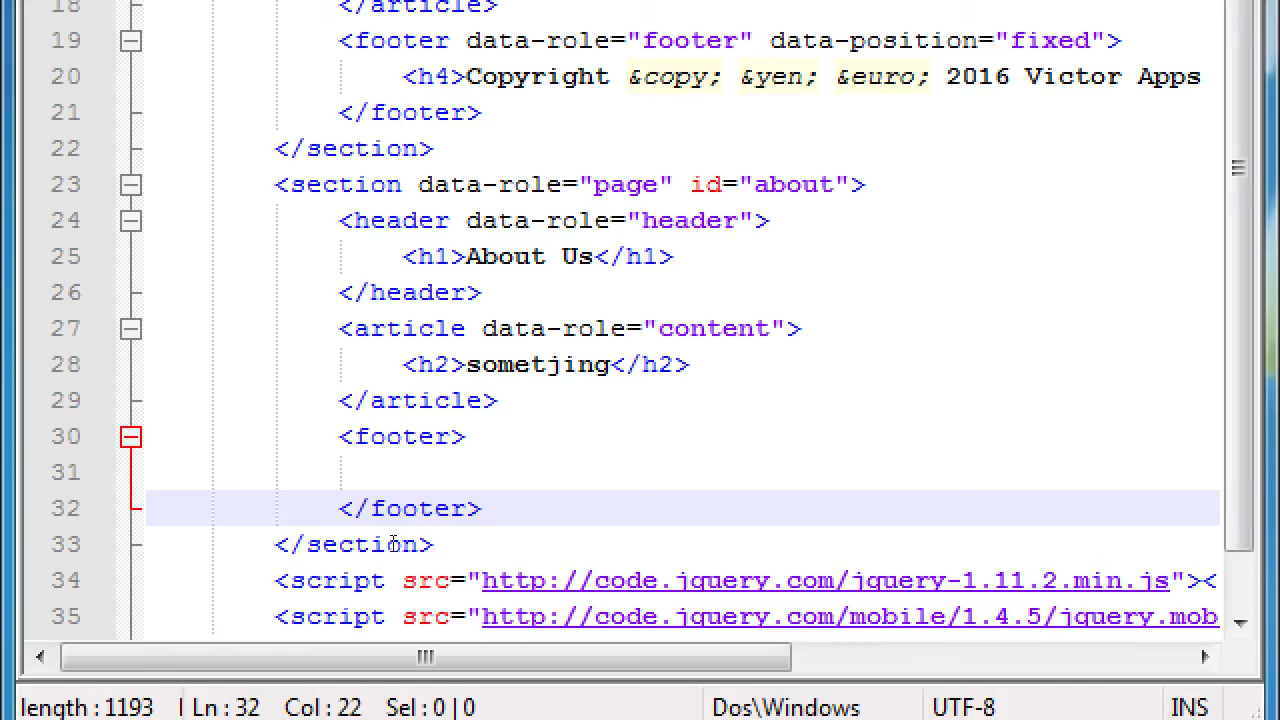 18 </article>
19 <footer data-role="footer" data-position="fixed">
20 <h4>Copyright &copy; &yen; &euro; 2016 Victor Apps
21 </footer>
22 </section>
23 <section data-role="page" id="about">
24 <header data-role="header">
25 <h1>About Us</h1>
26 </header>
27 <article data-role="content">
28 <h2>sometjing</h2>
29 </article>
30 <footer>
31
32 </footer>
33 </section>
34 <script src="http://code.jquery.com/jquery-1.11.2.min.js"><
35 <script src="http://code.jquery.com/mobile/1.4.5/jquery.mob
length : 1193 l Ln : 32 Col : 22 Sel : 0 | 0 Dos\Windows UTF-8 INS